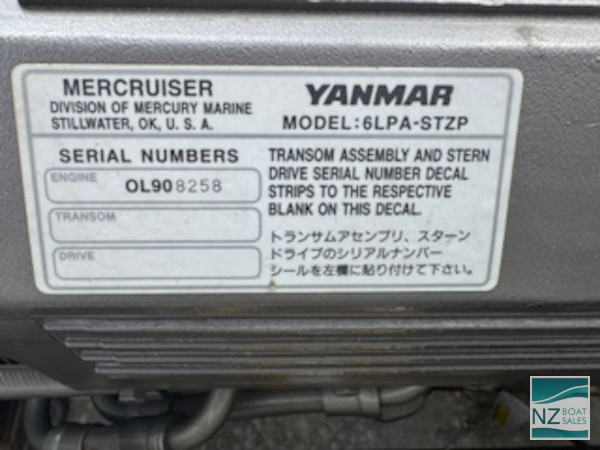 MERCRUISER
DIVISION OF MERCURY MARINE
STILLWATER, OK, U. S. A.
YANMAR
MODEL:6LPA-STZP
SERIAL NUMBERS
ENGINE
OL908258
TRANSOM
DRIVE
TRANSOM ASSEMBLY AND STERN
DRIVE SERIAL NUMBER DECAL
STRIPS TO THE RESPECTIVE
BLANK ON THIS DECAL.
トランサムアセンブリ、スターン
ドライブのシリアルナンバー
シールを左欄に貼り付けて下さい。
NZ BOAT
SALES